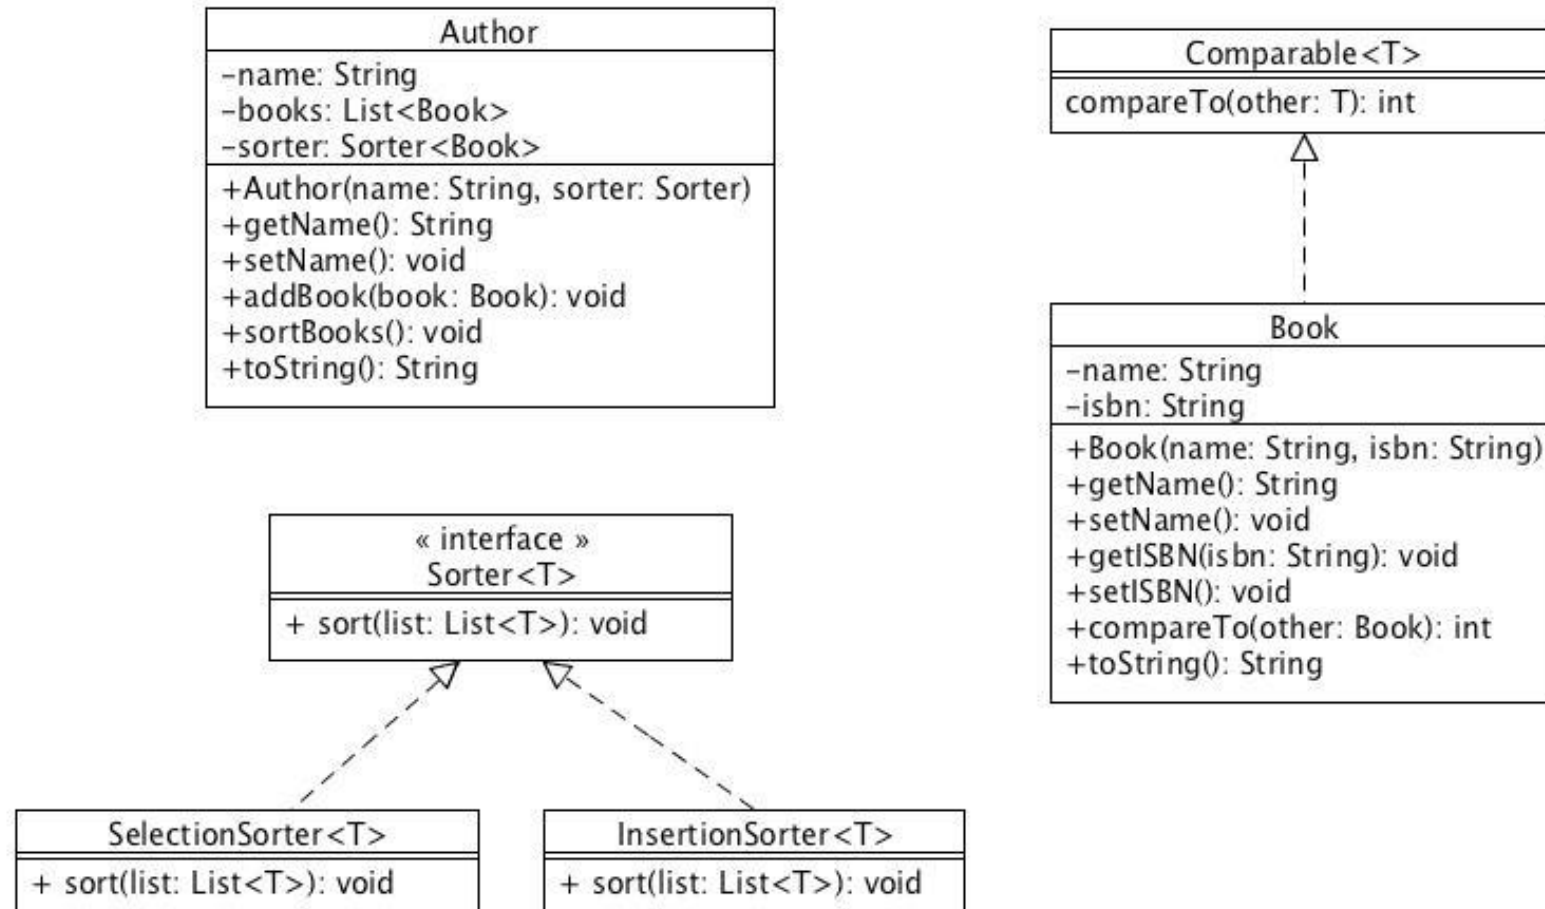 Author
-name: String
-books: List<Book>
-sorter: Sorter<Book>
+Author(name: String, sorter: Sorter)
+getName(): String
+setName(): void
+addBook(book: Book): void
+sortBooks(): void
+toString(): String
Comparable<T>
compareTo(other: T): int
Book
-name: String
-isbn: String
+Book(name: String, isbn: String)
+getName(): String
+setName(): void
+getISBN(isbn: String): void
+setISBN(): void
+compareTo(other: Book): int
+toString(): String
« interface »
Sorter<T>
+ sort(list: List<T>): void
SelectionSorter<T>
+ sort(list: List<T>): void
InsertionSorter<T>
+ sort(list: List<T>): void